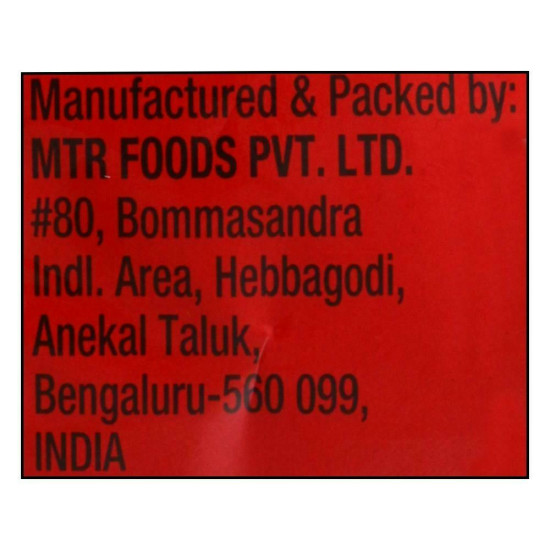 Manufactured & Packed by:
MTR FOODS PVT. LTD.
#80, Bommasandra
Indl. Area, Hebbagodi,
Anekal Taluk,
Bengaluru-560 099,
INDIA